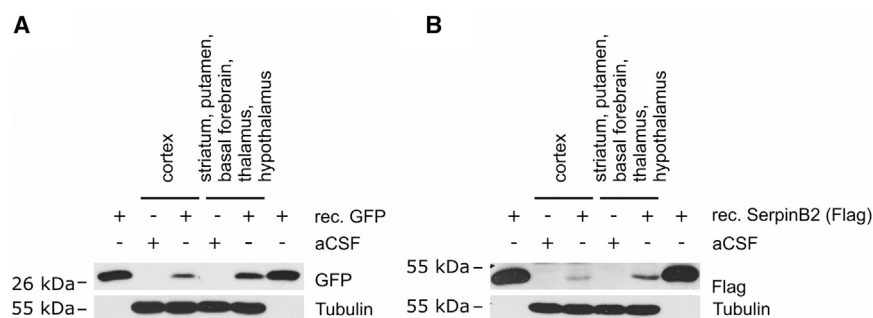 A
B
cortex
striatum, putamen,
basal forebrain,
thalamus,
hypothalamus
cortex
striatum, putamen,
basal forebrain,
thalamus,
hypothalamus
+ - + - + + rec. GFP
- + - + - - aCSF
26 kDa GFP
55 kDa Tubulin
+ - + - + + rec. SerpinB2 (Flag)
- + - + - - aCSF
55 kDa Flag
55 kDa Tubulin